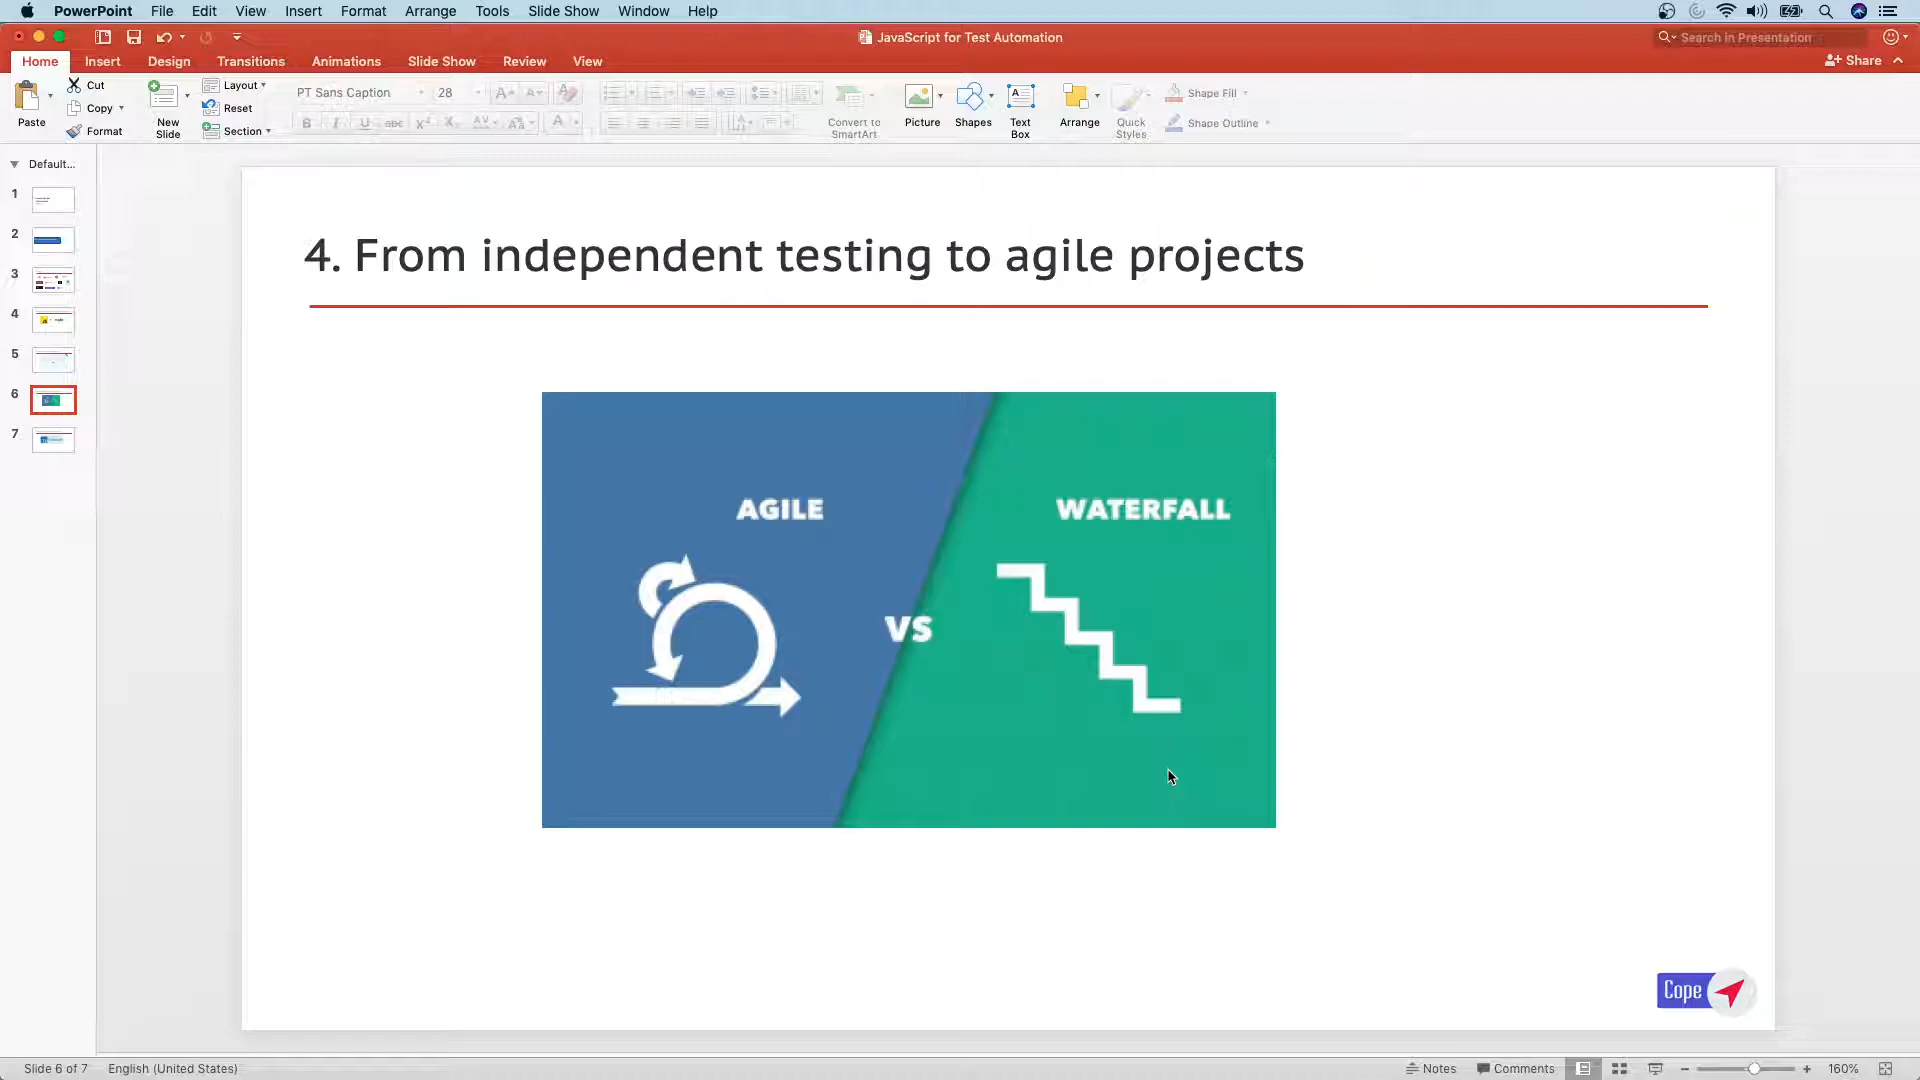 PowerPoint File Edit View Insert Format Arrange Tools Slide Show Window Help
JavaScript for Test Automation
Search in Presentation
Home Insert Design Transitions Animations Slide Show Review View
Share
Paste
Cut
Copy
Format
New
Slide
Layout
Reset
Section
PT Sans Caption 28
Convert to
SmartArt
Picture
Shapes
Text
Box
Arrange
Quick
Styles
Shape Fill
Shape Outline
Default...
1
2
3
4
5
6
7
4. From independent testing to agile projects
AGILE
WATERFALL
VS
Cope
Slide 6 of 7 English (United States)
Notes Comments 160%